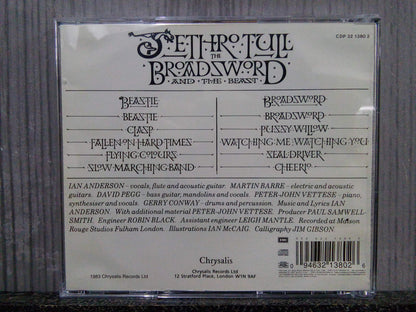 JETHRO TULL
THE
BROADSWORD
AND THE BEAST
CDP 32 1380 2
BEASTIE
BEASTIE
CLASP
FALLEN ON HARD TIMES
FLYING COLOURS
SLOW MARCHING BAND
BROADSWORD
BROADSWORD
PUSSY WILLOW
WATCHING ME WATCHING YOU
SEAL DRIVER
CHEERIO
IAN ANDERSON - vocals, flute and acoustic guitar. MARTIN BARRE - electric and acoustic
guitars. DAVID PEGG - bass guitar, mandolins and vocals. PETER-JOHN VETTESE - piano,
synthesiser and vocals. GERRY CONWAY - drums and percussion. Music and Lyrics IAN
ANDERSON. With additional material PETER-JOHN VETTESE. Producer PAUL SAMWELL-
SMITH. Engineer ROBIN BLACK. Assistant engineer LEIGH MANTLE. Recorded at Maison
Rouge Studios Fulham London. Illustrations IAN McCAIG. Calligraphy JIM GIBSON
Chrysalis
1983 Chrysalis Records Ltd
Chrysalis Records Ltd
12 Stratford Place, London W1N 9AF
EMI
0 94632 13802 6